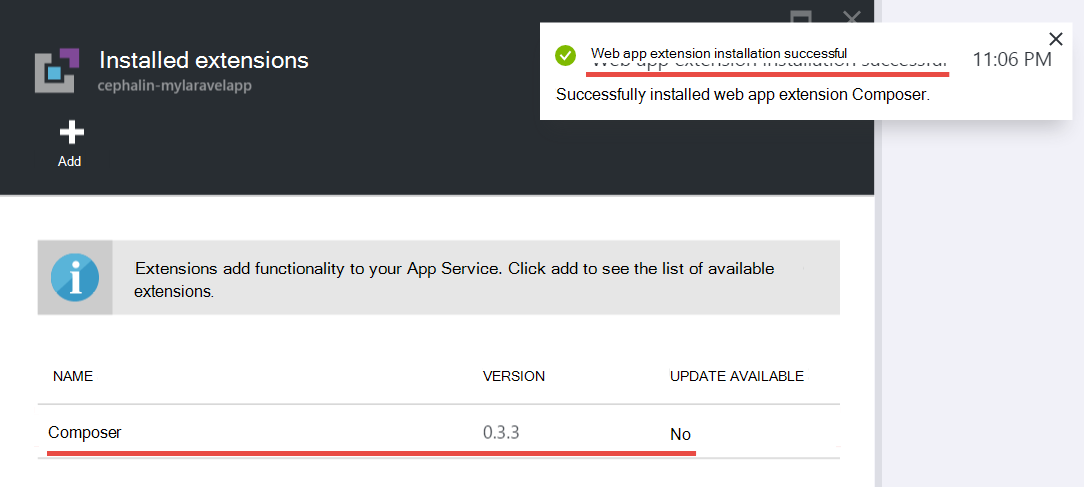 Installed extensions
cephalin-mylaravelapp
Add
Web app extension installation successful
Web app extension installation successful
11:06 PM
Successfully installed web app extension Composer.
Extensions add functionality to your App Service. Click add to see the list of available
extensions.
NAME VERSION UPDATE AVAILABLE
Composer 0.3.3 No